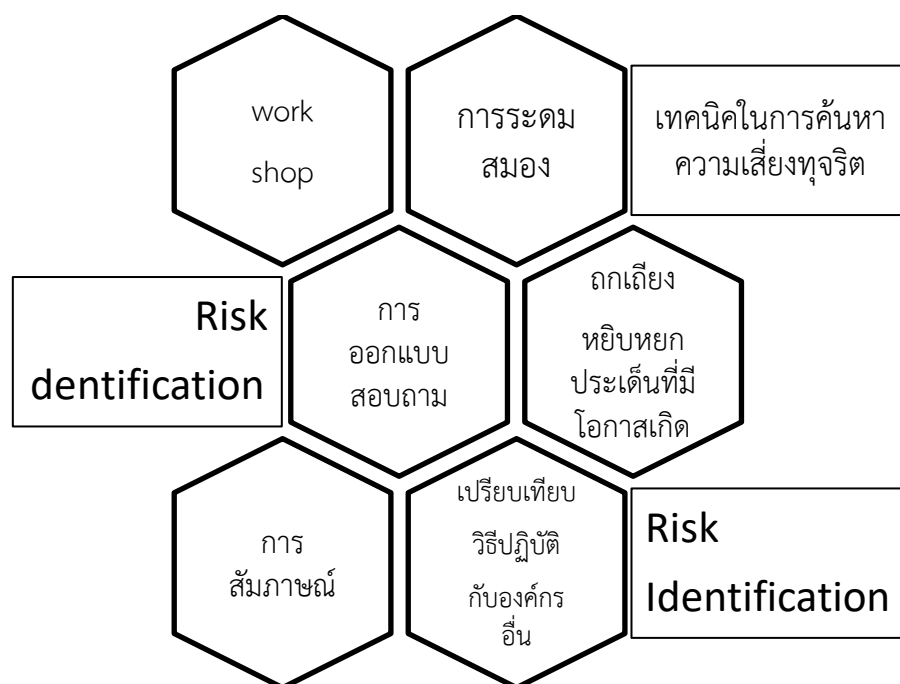 work
shop
การระดม
สมอง
เทคนิคในการค้นหา
ความเสี่ยงทุจริต
Risk
dentification
การ
ออกแบบ
สอบถาม
ถกเถียง
หยิบหยก
ประเด็นที่มี
โอกาสเกิด
การ
สัมภาษณ์
เปรียบเทียบ
วิธีปฏิบัติ
กับองค์กร
อื่น
Risk
Identification